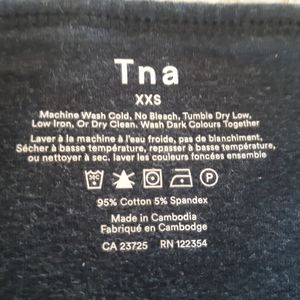 Tna
XXS
Machine Wash Cold, No Bleach, Tumble Dry Low,
Low Iron, Or Dry Clean. Wash Dark Colours Together
Laver à la machine à l'eau froide, pas de blanchiment,
Sécher à basse température, repasser à basse température,
ou nettoyer à sec. laver les couleurs foncées ensemble
30C P
95% Cotton 5% Spandex
Made in Cambodia
Fabriqué en Cambodge
CA 23725 RN 122354